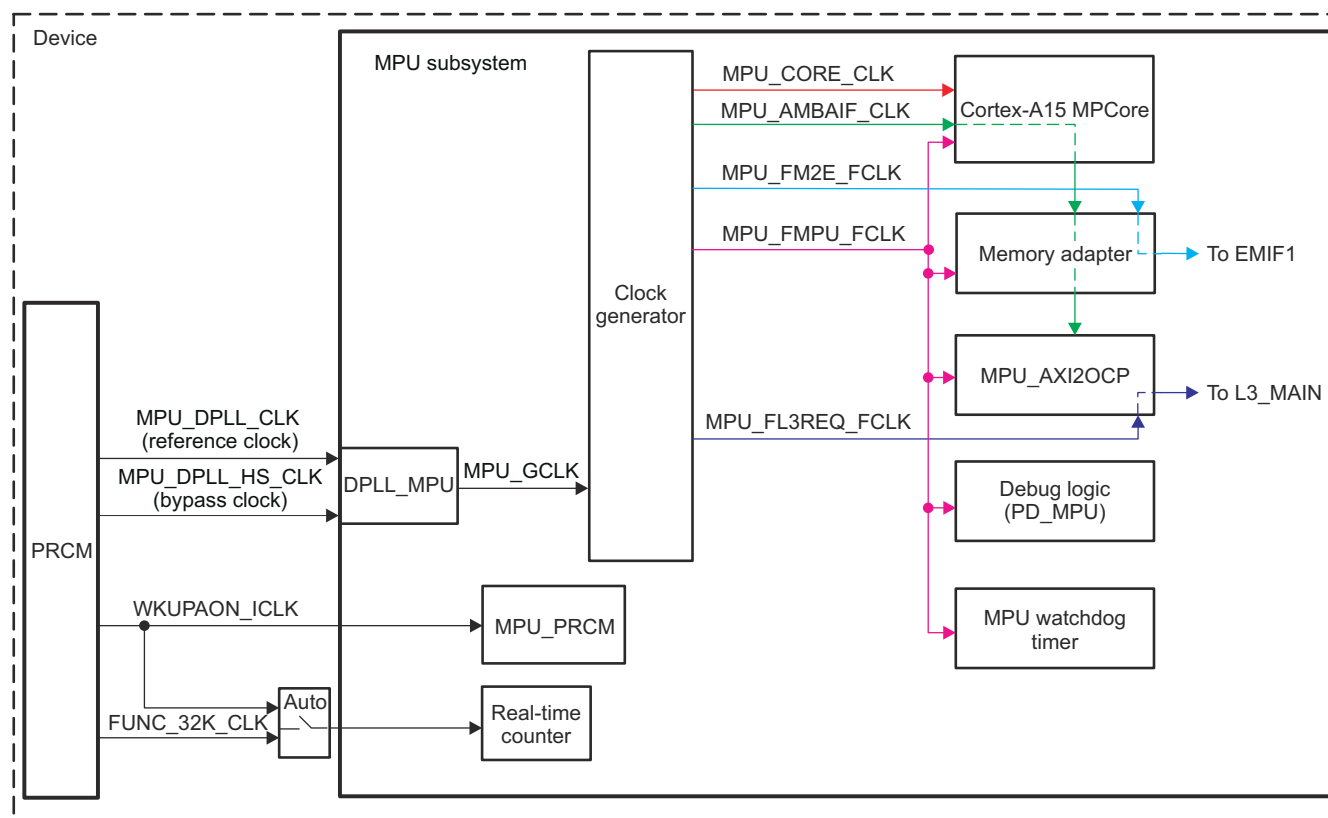 Device
MPU subsystem
MPU_CORE_CLK
Cortex-A15 MPCore
MPU_AMBAIF_CLK
MPU_FM2E_FCLK
MPU_FMPU_FCLK
Memory adapter
To EMIF1
Clock
generator
MPU_AXI2OCP
To L3_MAIN
MPU_FL3REQ_FCLK
MPU_DPLL_CLK
(reference clock)
MPU_DPLL_HS_CLK
(bypass clock)
DPLL_MPU
MPU_GCLK
Debug logic
(PD_MPU)
PRCM
WKUPAON_ICLK
MPU_PRCM
MPU watchdog
timer
Auto
FUNC_32K_CLK
Real-time
counter